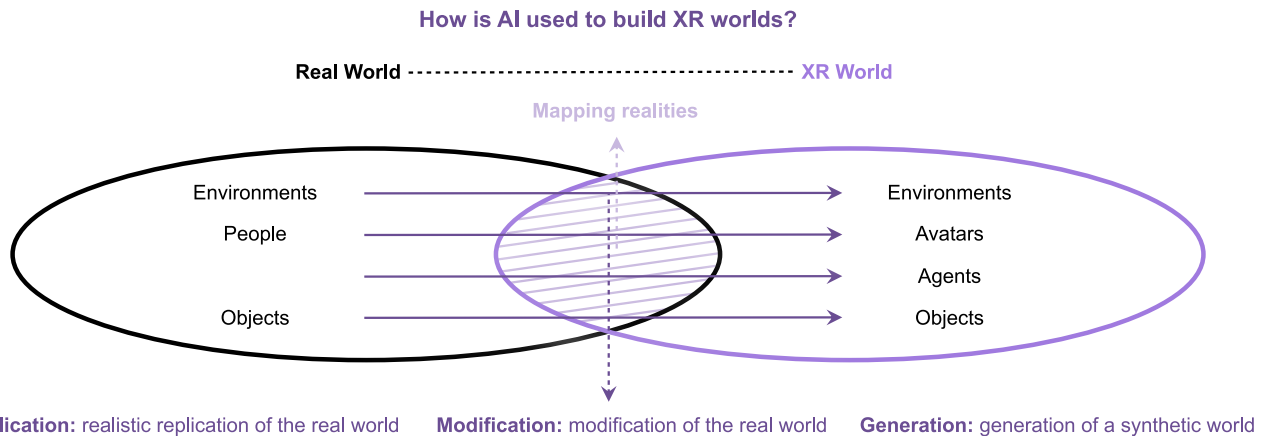 How is AI used to build XR worlds?
Real World XR World
Mapping realities
Environments Environments
People Avatars
Agents
Objects Objects
lication: realistic replication of the real world Modification: modification of the real world Generation: generation of a synthetic world